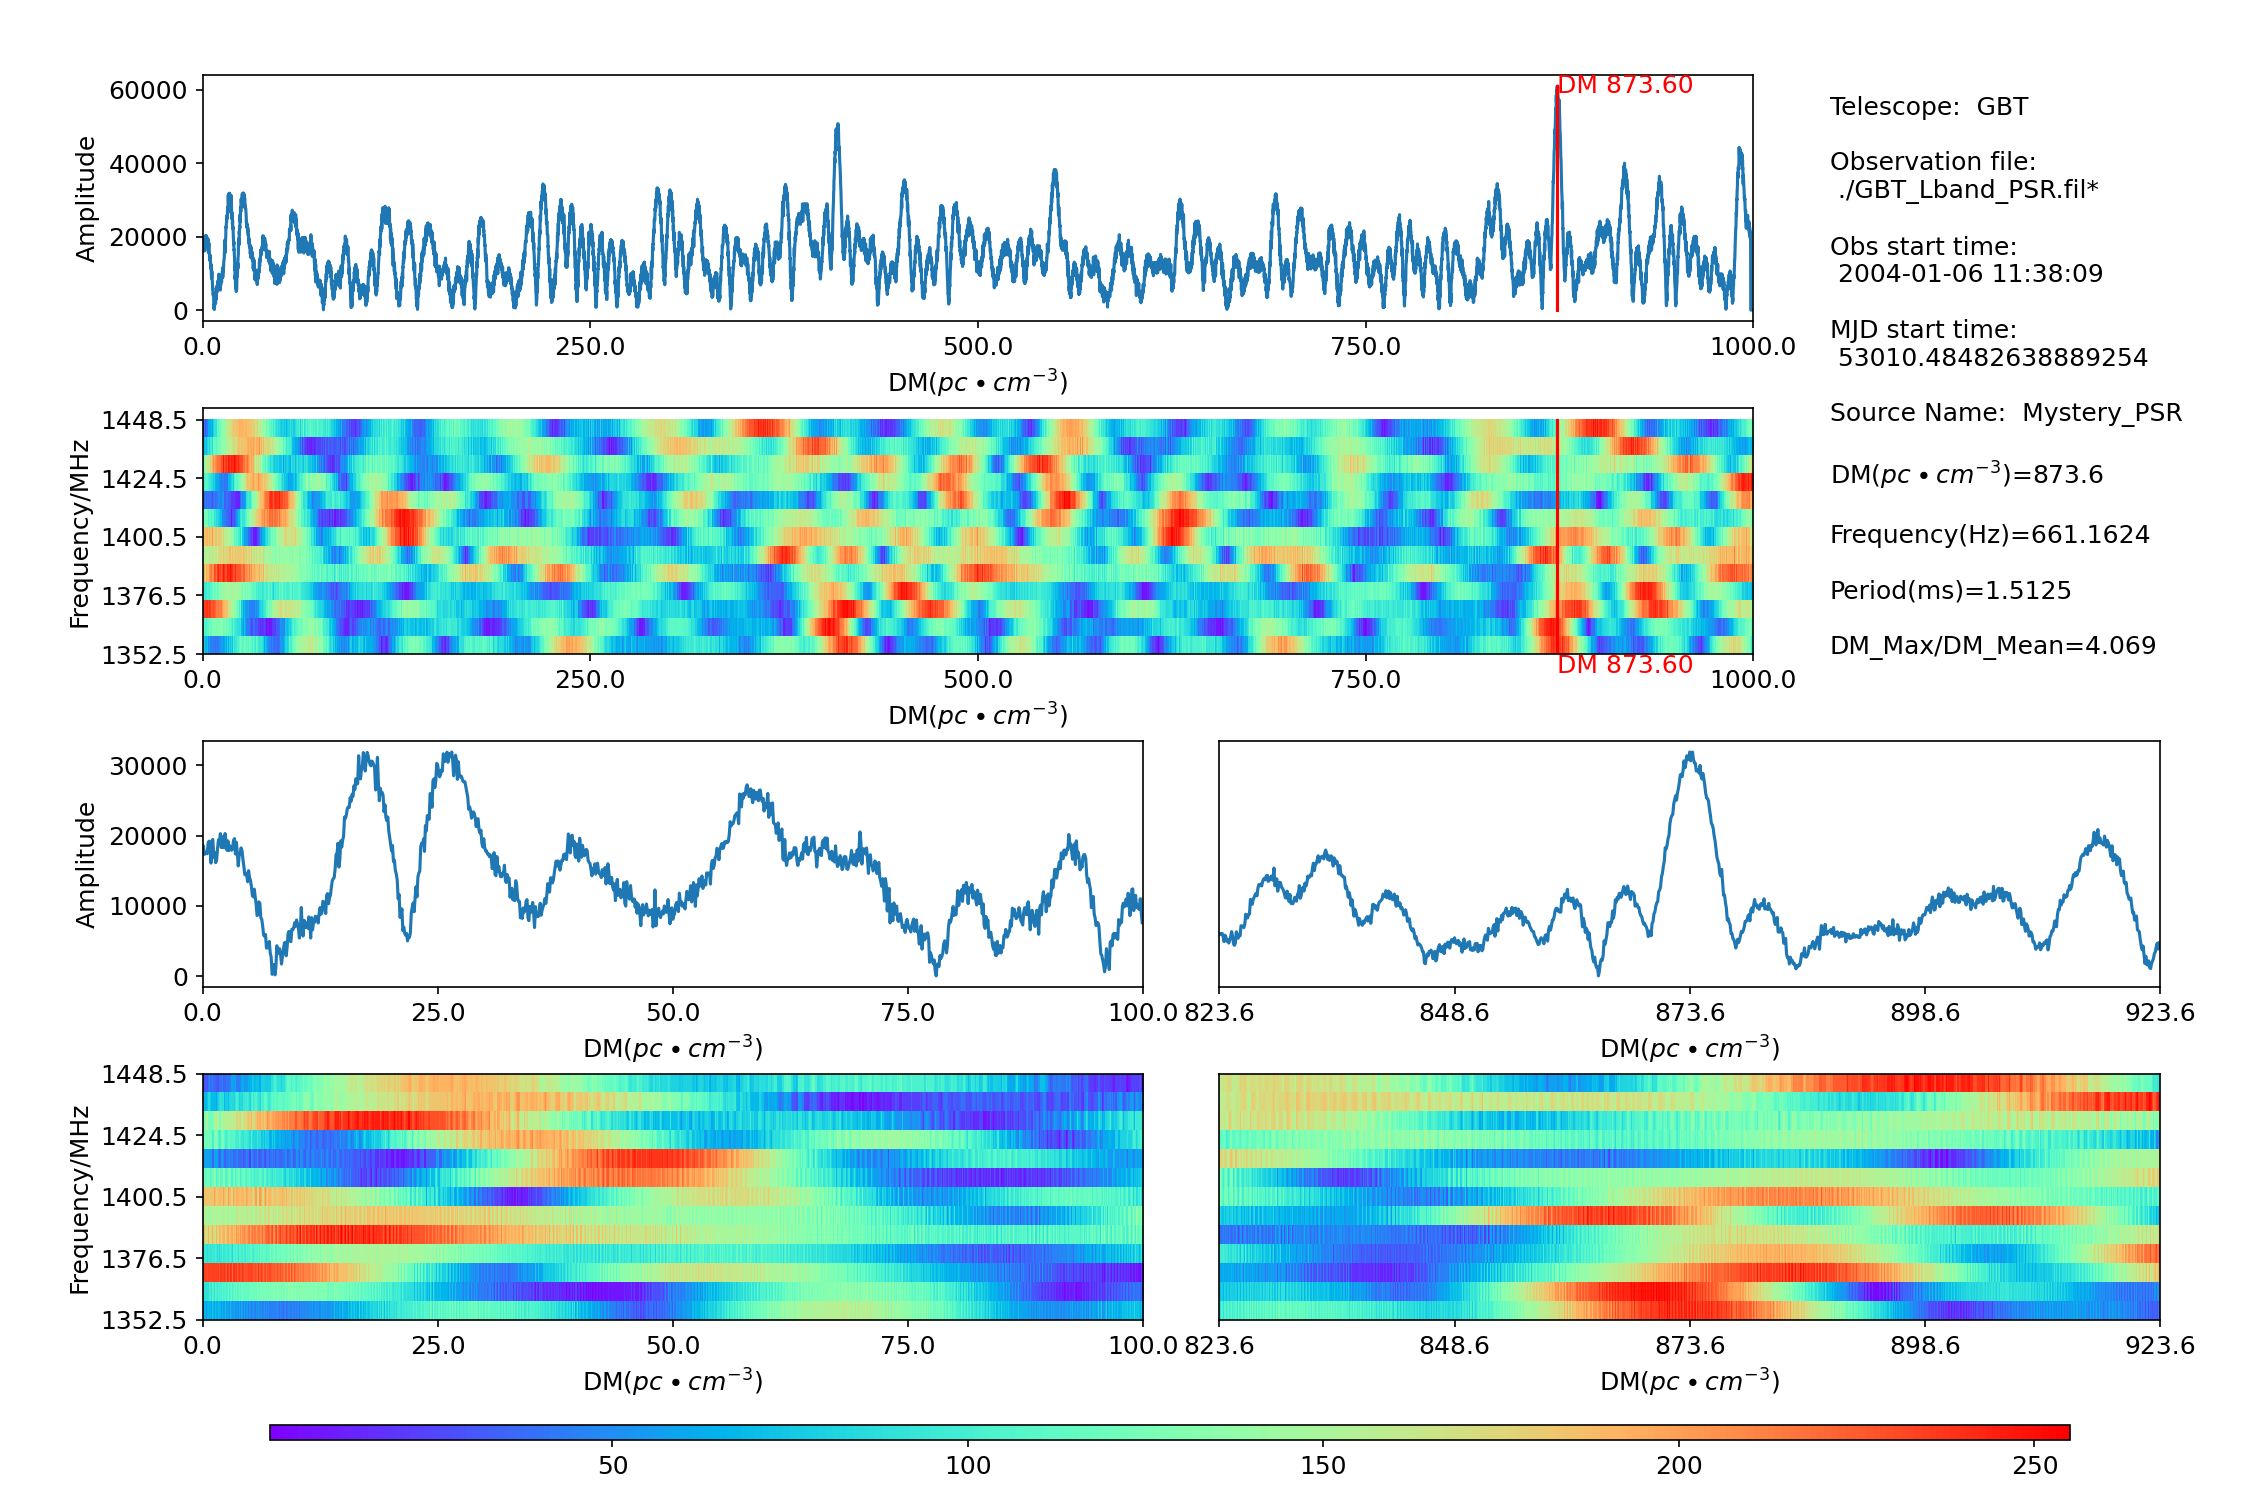 60000
40000
20000
0
Amplitude
DM 873.60
0.0 250.0 500.0 750.0 1000.0
DM(pc • cm⁻³)
Telescope:  GBT
Observation file:
./GBT_Lband_PSR.fil*
Obs start time:
2004-01-06 11:38:09
MJD start time:
53010.48482638889254
Source Name:  Mystery_PSR
DM(pc • cm⁻³)=873.6
Frequency(Hz)=661.1624
Period(ms)=1.5125
DM_Max/DM_Mean=4.069
1448.5
1424.5
1400.5
1376.5
1352.5
Frequency/MHz
DM 873.60
0.0 250.0 500.0 750.0 1000.0
DM(pc • cm⁻³)
30000
20000
10000
0
Amplitude
0.0 25.0 50.0 75.0 100.0
DM(pc • cm⁻³)
823.6 848.6 873.6 898.6 923.6
DM(pc • cm⁻³)
1448.5
1424.5
1400.5
1376.5
1352.5
Frequency/MHz
0.0 25.0 50.0 75.0 100.0
DM(pc • cm⁻³)
823.6 848.6 873.6 898.6 923.6
DM(pc • cm⁻³)
50 100 150 200 250